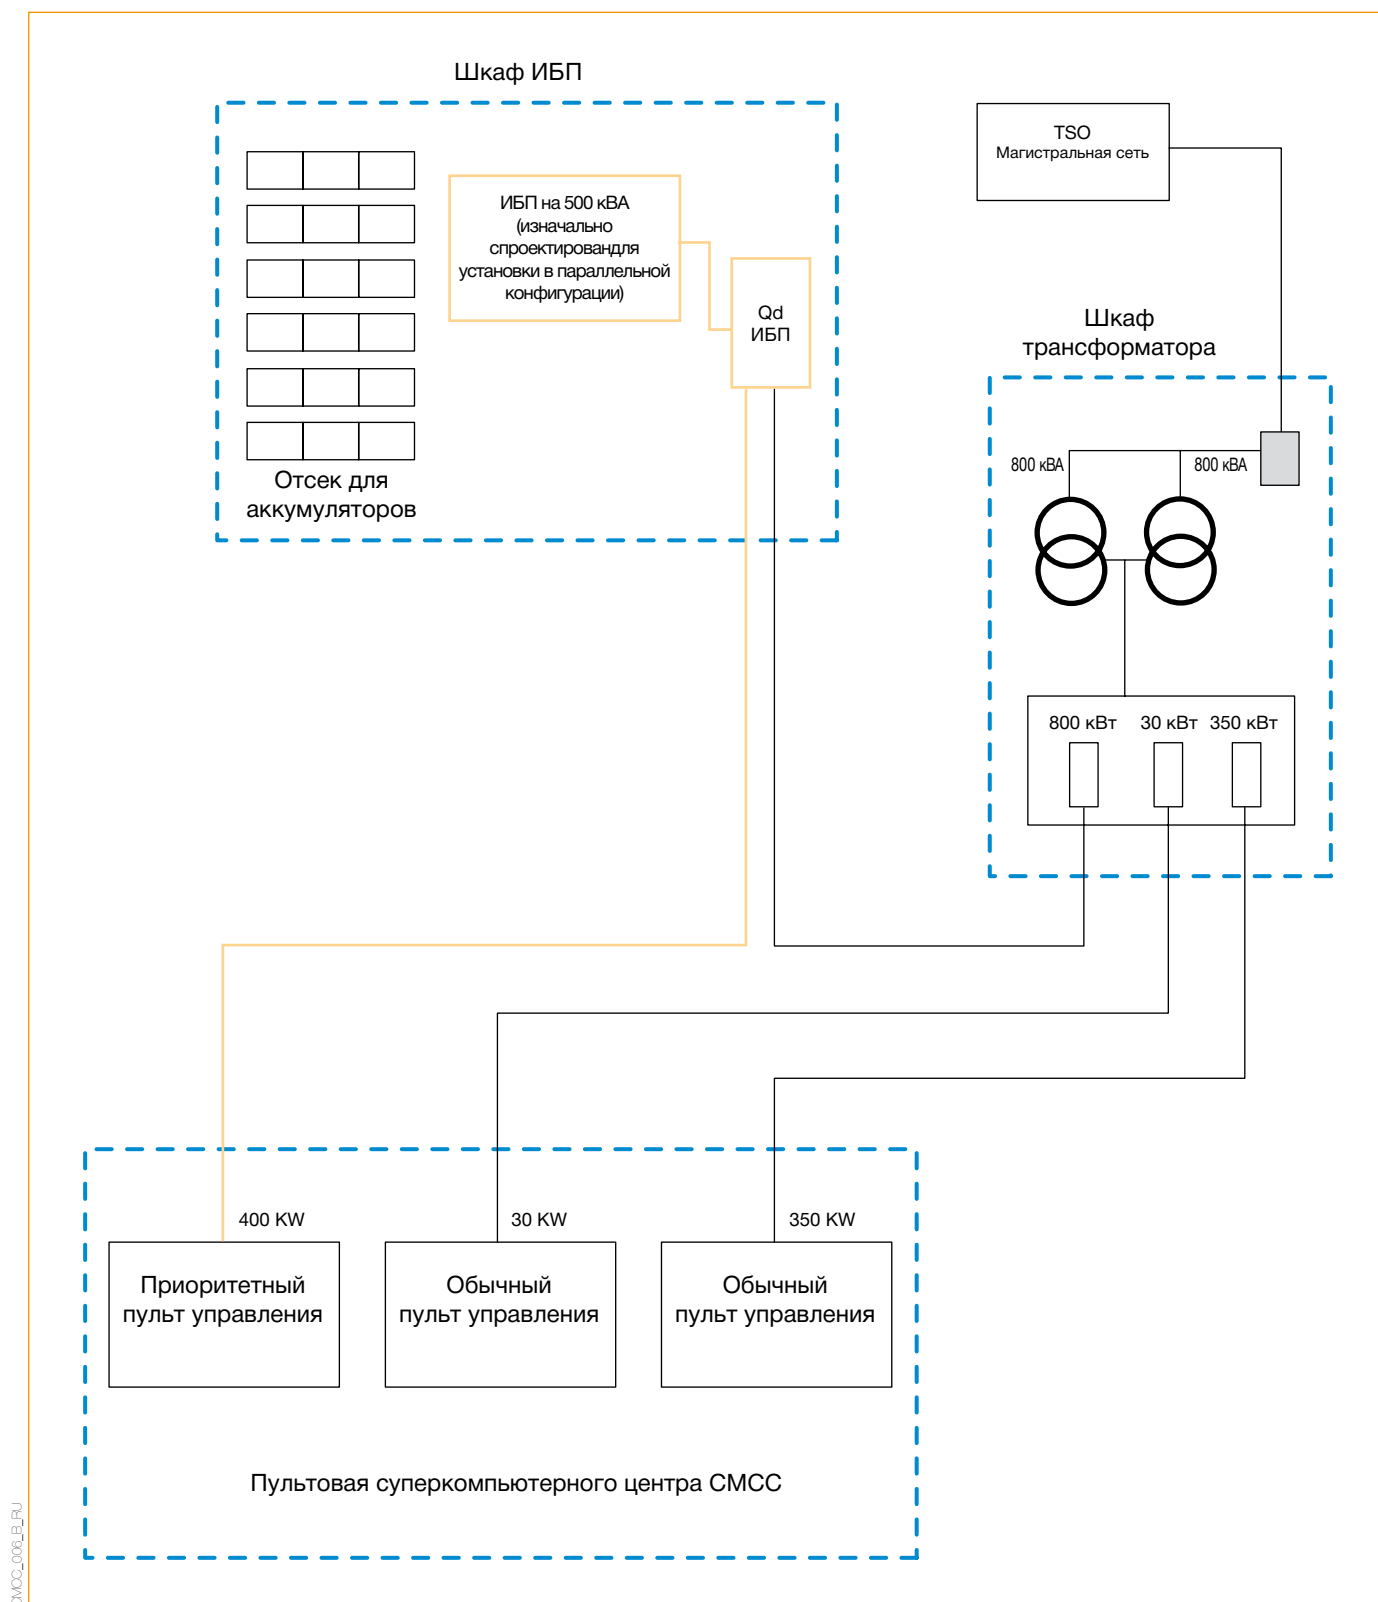 Шкаф ИБП
TSO
Магистральная сеть
ИБП на 500 кВА
(изначально
спроектировандля
установки в параллельной
конфигурации)
Qd
ИБП
Отсек для
аккумуляторов
Шкаф
трансформатора
800 кВА
800 кВА
800 кВт
30 кВт
350 кВт
400 KW
30 KW
350 KW
Приоритетный
пульт управления
Обычный
пульт управления
Обычный
пульт управления
Пультовая суперкомпьютерного центра CMCC
CMCC_006_B_RU